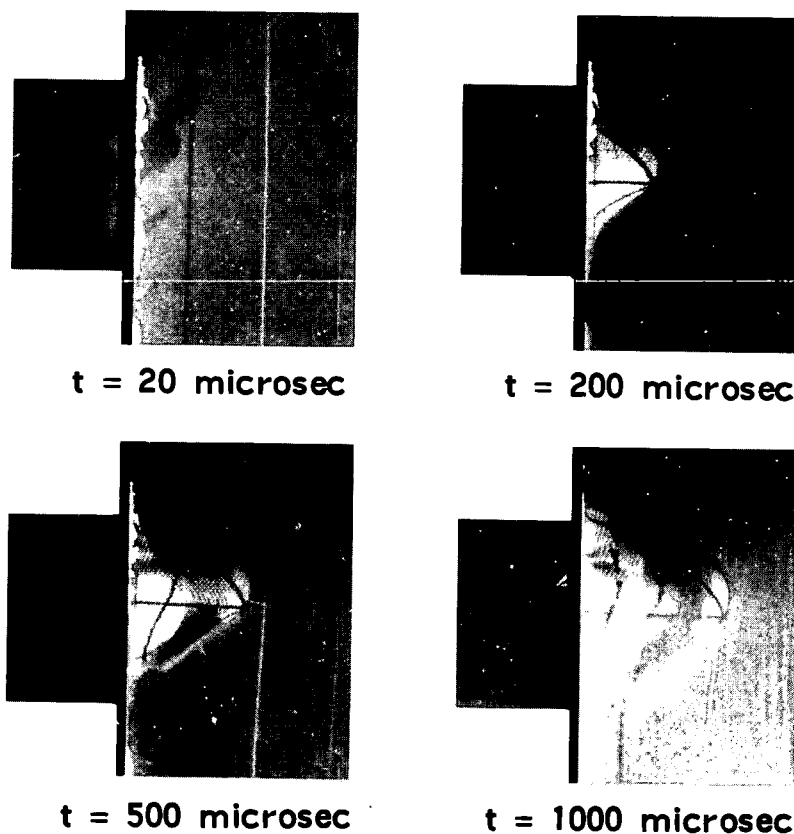 t = 20 microsec
t = 200 microsec
t = 500 microsec
t = 1000 microsec